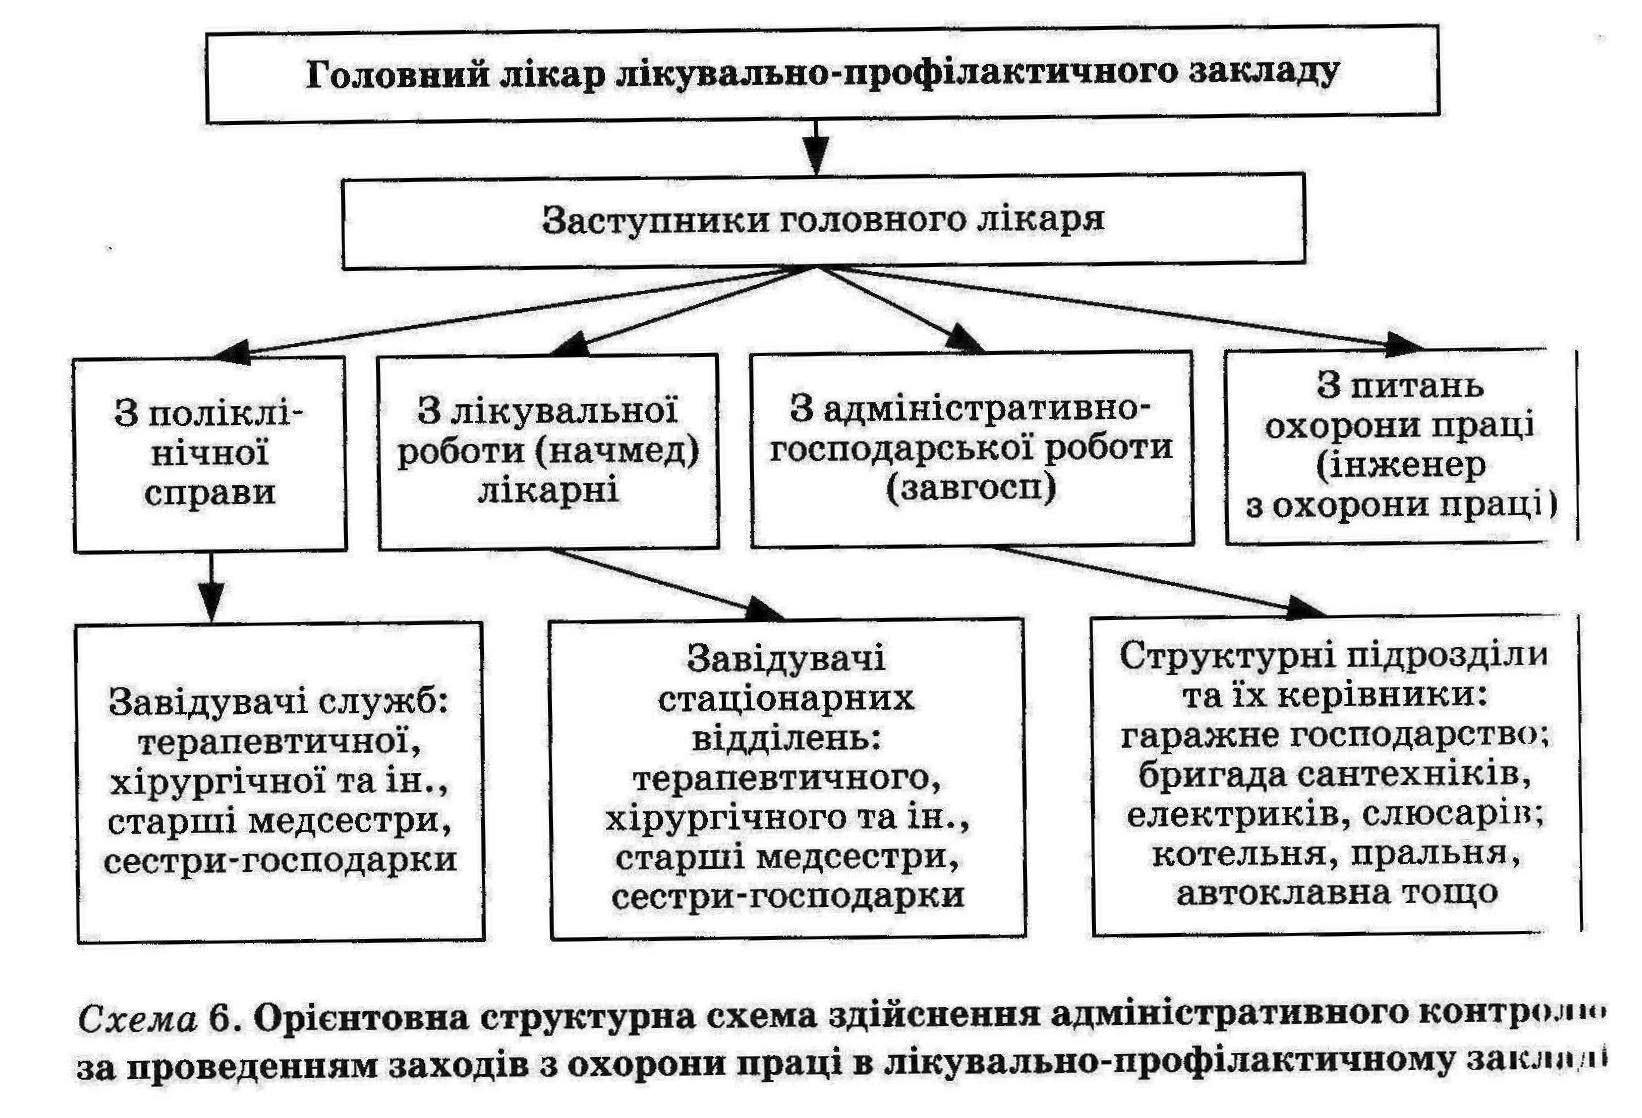 Головний лікар лікувально-профілактичного закладу
Заступники головного лікаря
З поліклі-
нічної
справи
З лікувальної
роботи (начмед)
лікарні
З адміністративно-
господарської роботи
(завгосп)
З питань
охорони праці
(інженер
з охорони праці)
Завідувачі служб:
терапевтичної,
хірургічної та ін.,
старші медсестри,
сестри-господарки
Завідувачі
стаціонарних
відділень:
терапевтичного,
хірургічного та ін.,
старші медсестри,
сестри-господарки
Структурні підрозділи
та їх керівники:
гаражне господарство;
бригада сантехніків,
електриків, слюсарів;
котельня, пральня,
автоклавна тощо
Схема 6. Орієнтовна структурна схема здійснення адміністративного контролю
за проведенням заходів з охорони праці в лікувально-профілактичному закладі